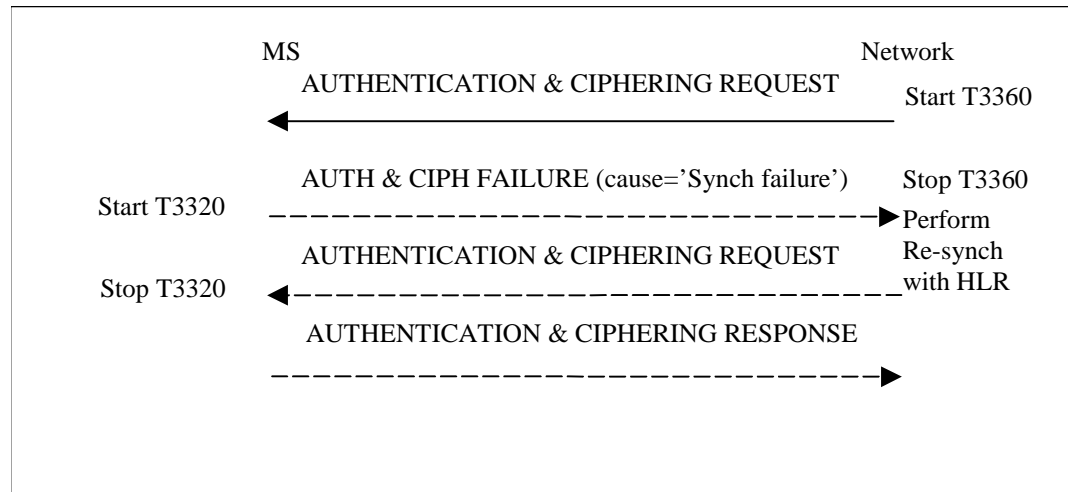 MS Network
AUTHENTICATION & CIPHERING REQUEST
Start T3360
AUTH & CIPH FAILURE (cause='Synch failure')
Stop T3360
Start T3320
Perform
Re-synch
with HLR
AUTHENTICATION & CIPHERING REQUEST
Stop T3320
AUTHENTICATION & CIPHERING RESPONSE